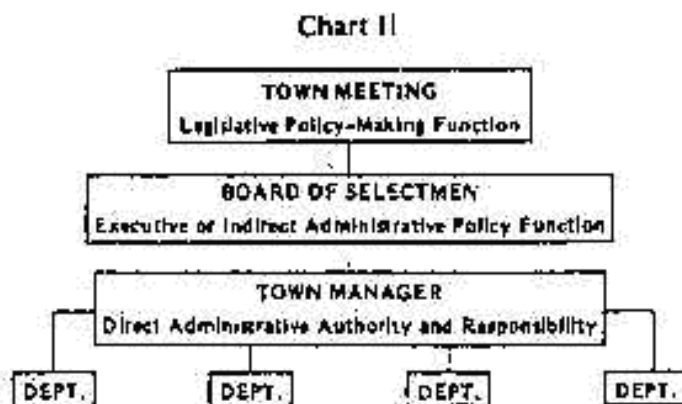 Chart II
TOWN MEETING
Legislative Policy-Making Function
BOARD OF SELECTMEN
Executive or Indirect Administrative Policy Function
TOWN MANAGER
Direct Administrative Authority and Responsibility
DEPT. DEPT. DEPT. DEPT.